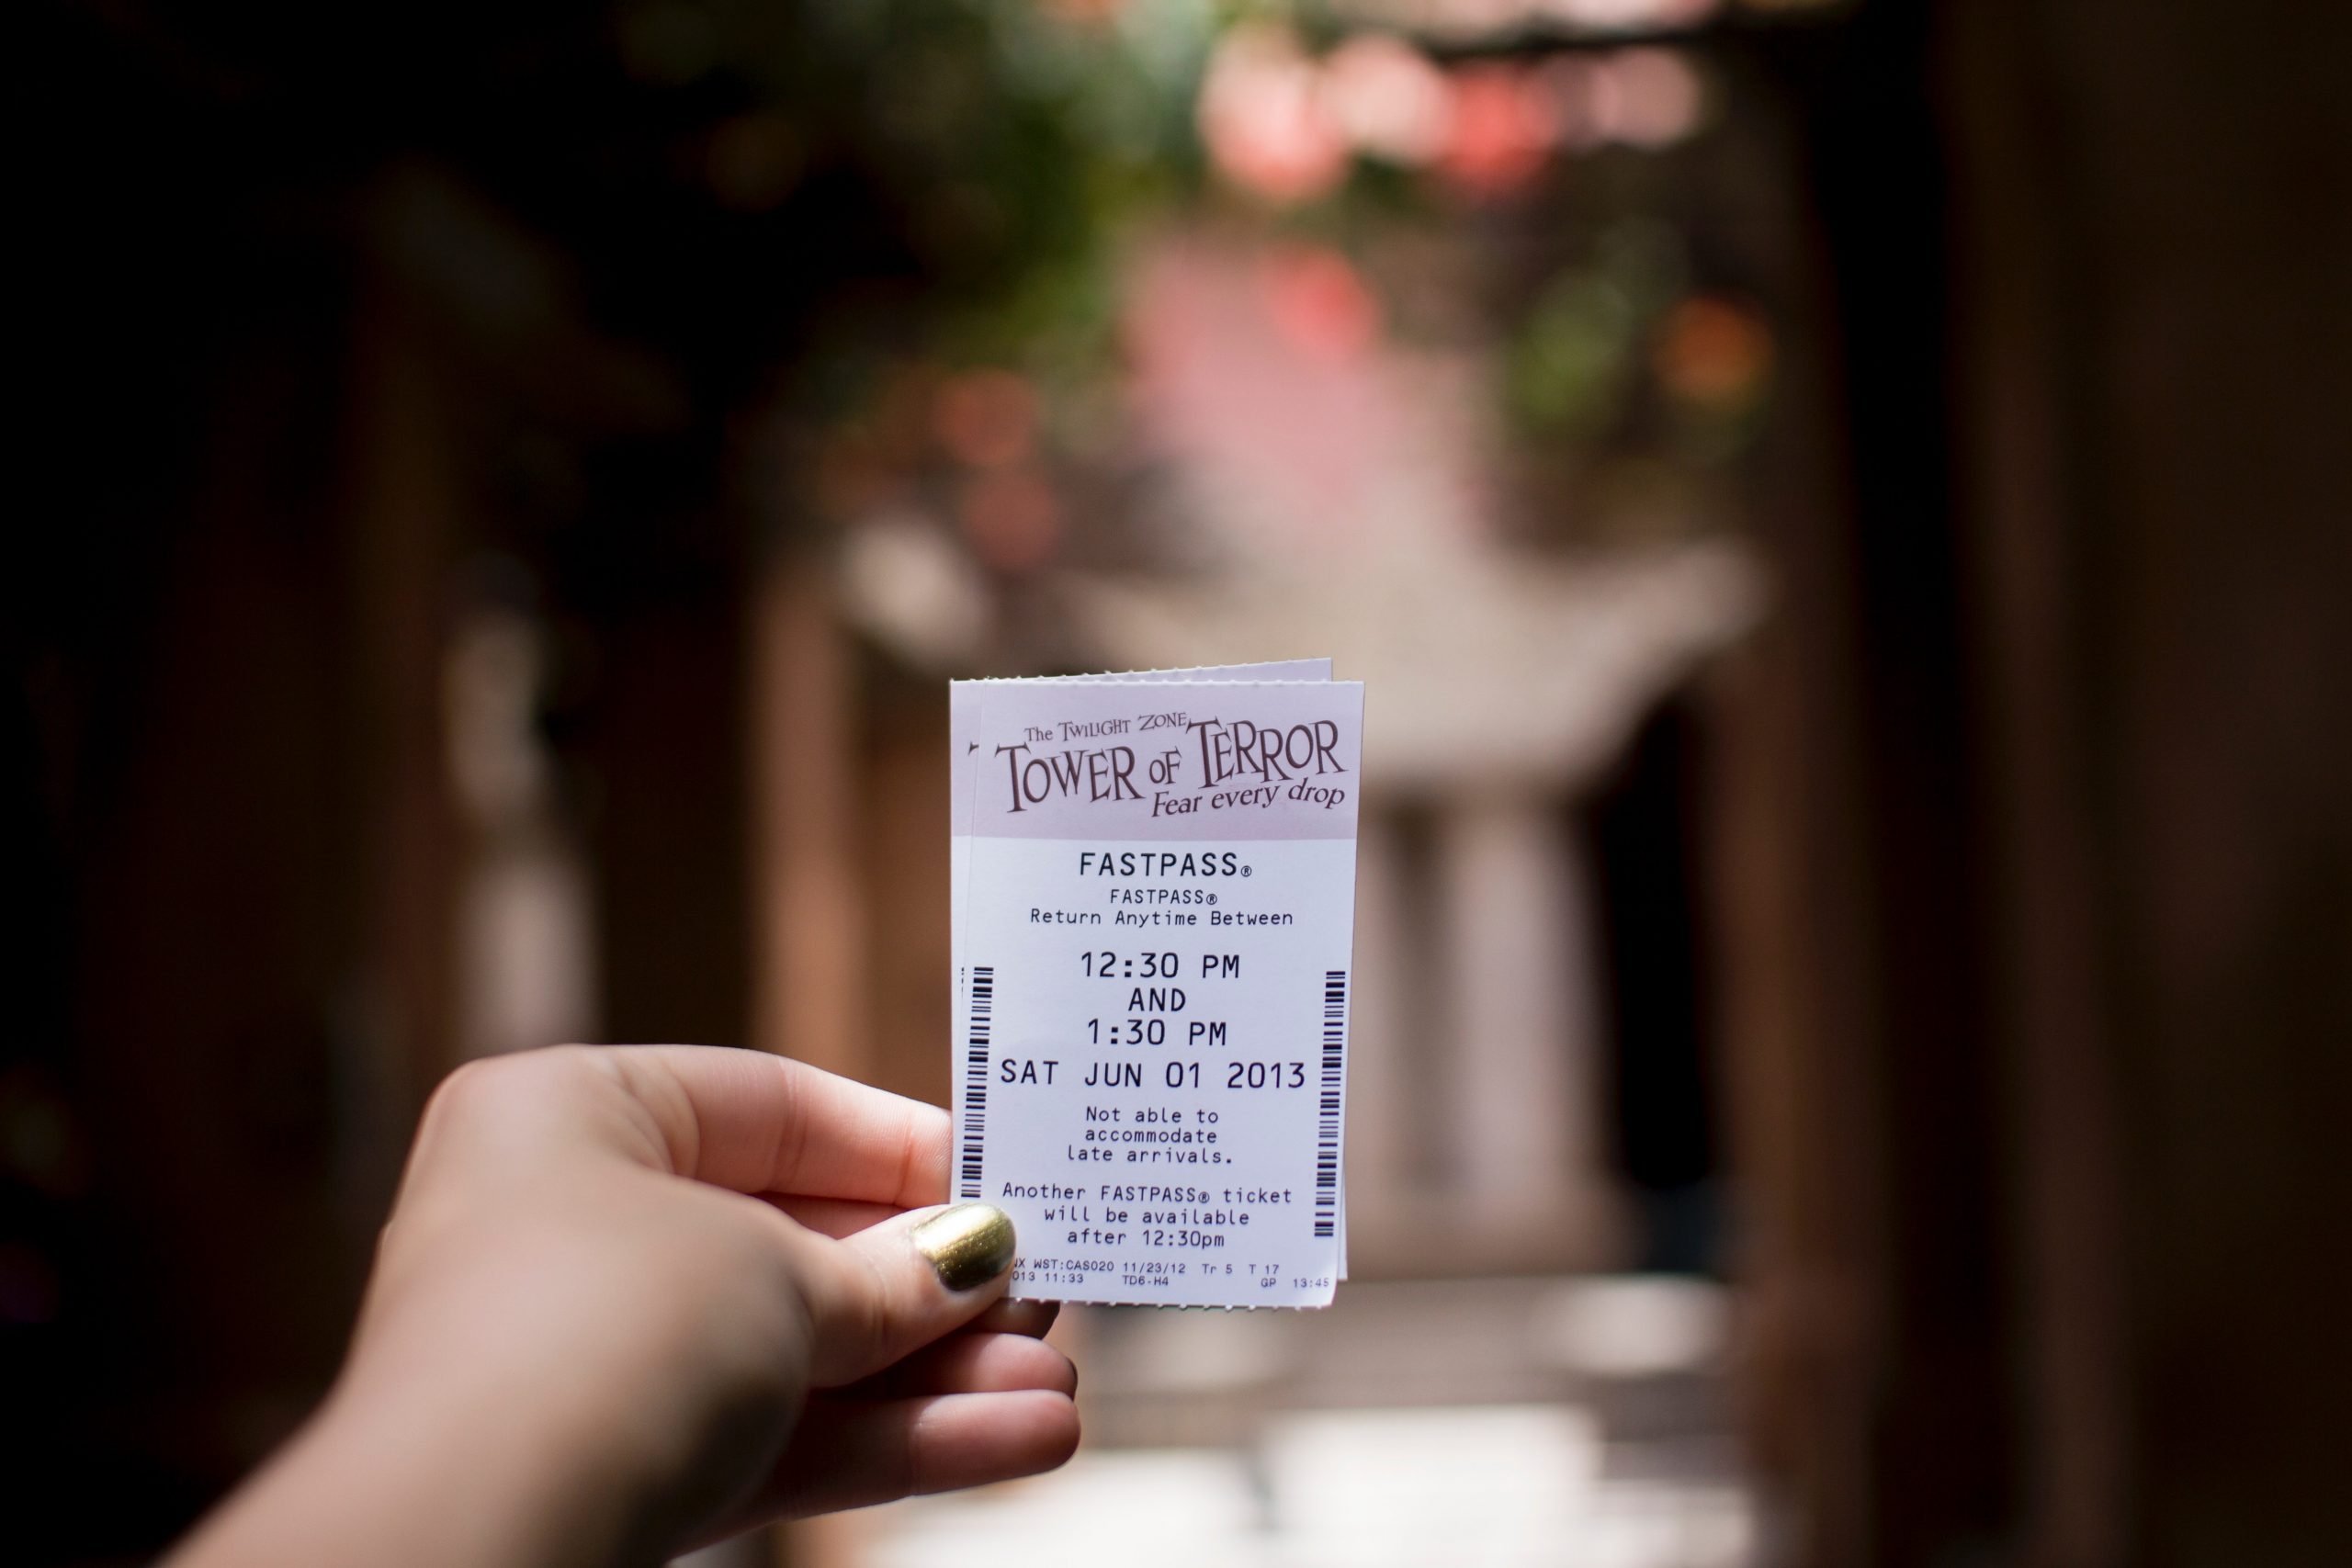 The TWILIGHT ZONE
TOWER OF TERROR
Fear every drop
FASTPASS®
FASTPASS®
Return Anytime Between
12:30 PM
AND
1:30 PM
SAT JUN 01 2013
Not able to
accommodate
late arrivals.
Another FASTPASS® ticket
will be available
after 12:30pm
WST:CAS020 11/23/12 Tr 5 T 17
013 11:33 TD6-H4 GP 13:45